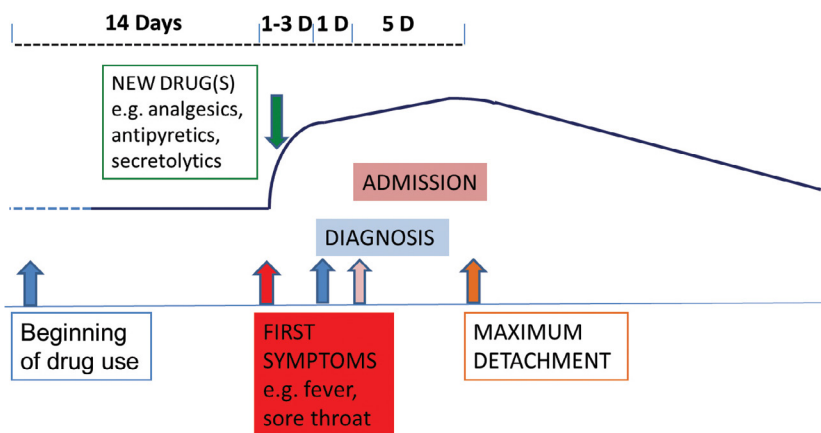 14 Days 1-3 D 1 D 5 D
NEW DRUG(S)
e.g. analgesics,
antipyretics,
secretolytics
ADMISSION
DIAGNOSIS
Beginning
of drug use
FIRST
SYMPTOMS
e.g. fever,
sore throat
MAXIMUM
DETACHMENT